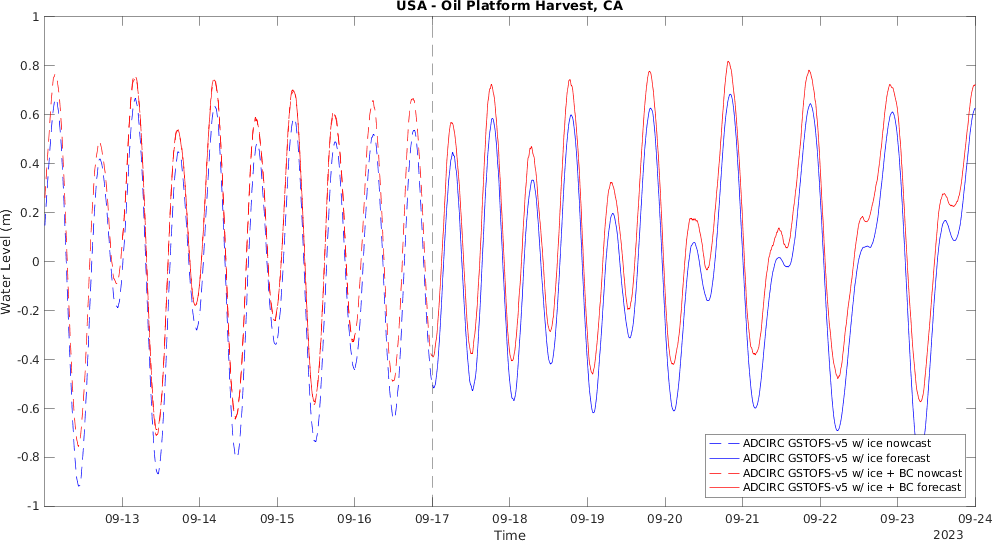 USA - Oil Platform Harvest, CA
1
0.8
0.6
0.4
0.2
0
-0.2
-0.4
-0.6
-0.8
-1
Water Level (m)
ADCIRC GSTOFS-v5 w/ ice nowcast
ADCIRC GSTOFS-v5 w/ ice forecast
ADCIRC GSTOFS-v5 w/ ice + BC nowcast
ADCIRC GSTOFS-v5 w/ ice + BC forecast
09-13 09-14 09-15 09-16 09-17 09-18 09-19 09-20 09-21 09-22 09-23 09-24
Time
2023